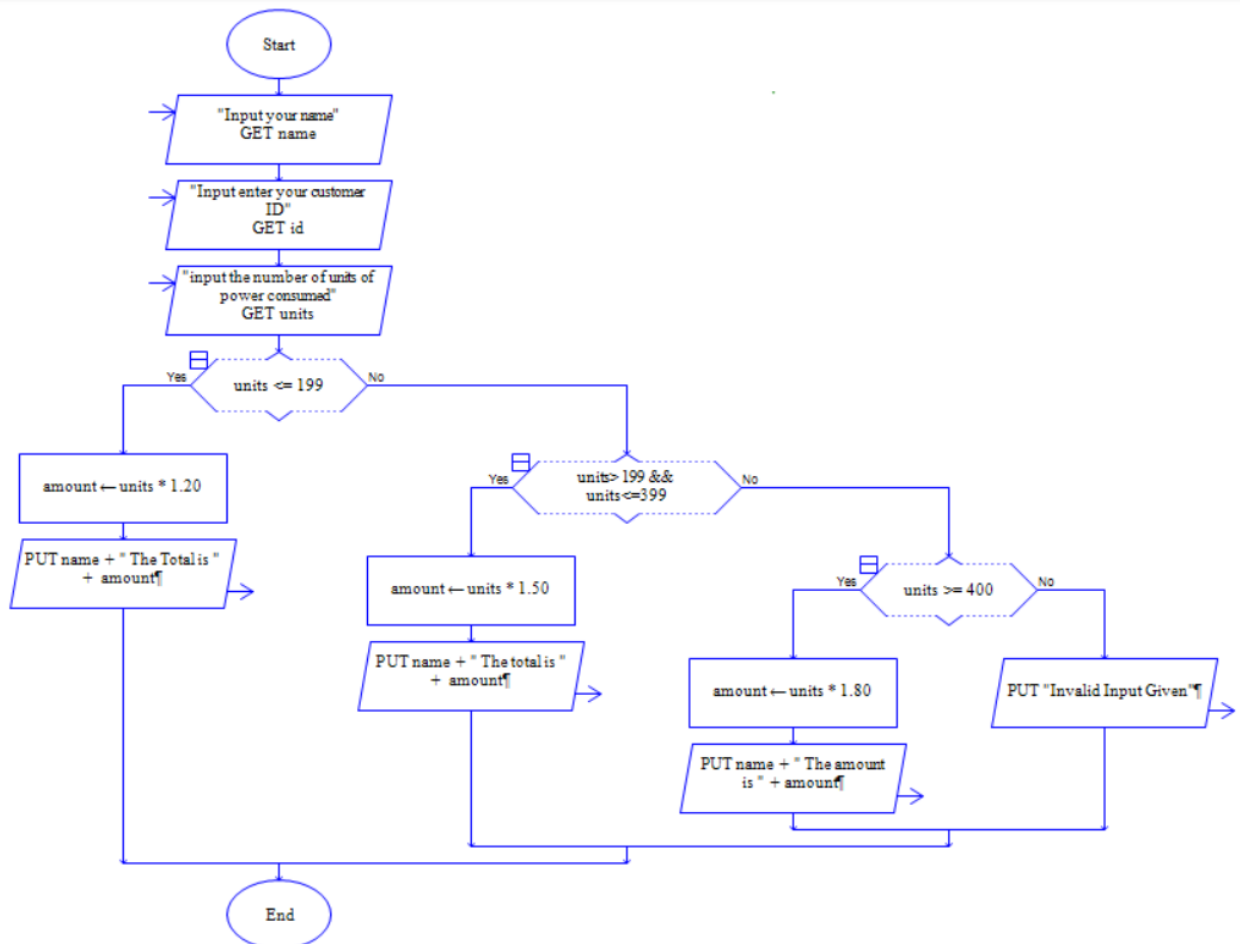 Start
"Input your name"
GET name
"Input enter your customer
ID"
GET id
"input the number of units of
power consumed"
GET units
Yes
units <= 199
No
amount ← units * 1.20
PUT name + " The Total is "
+ amount¶
Yes
units> 199 &&
units<=399
No
amount ← units * 1.50
PUT name + " The total is "
+ amount¶
Yes
units >= 400
No
amount ← units * 1.80
PUT name + " The amount
is " + amount¶
PUT "Invalid Input Given"¶
End